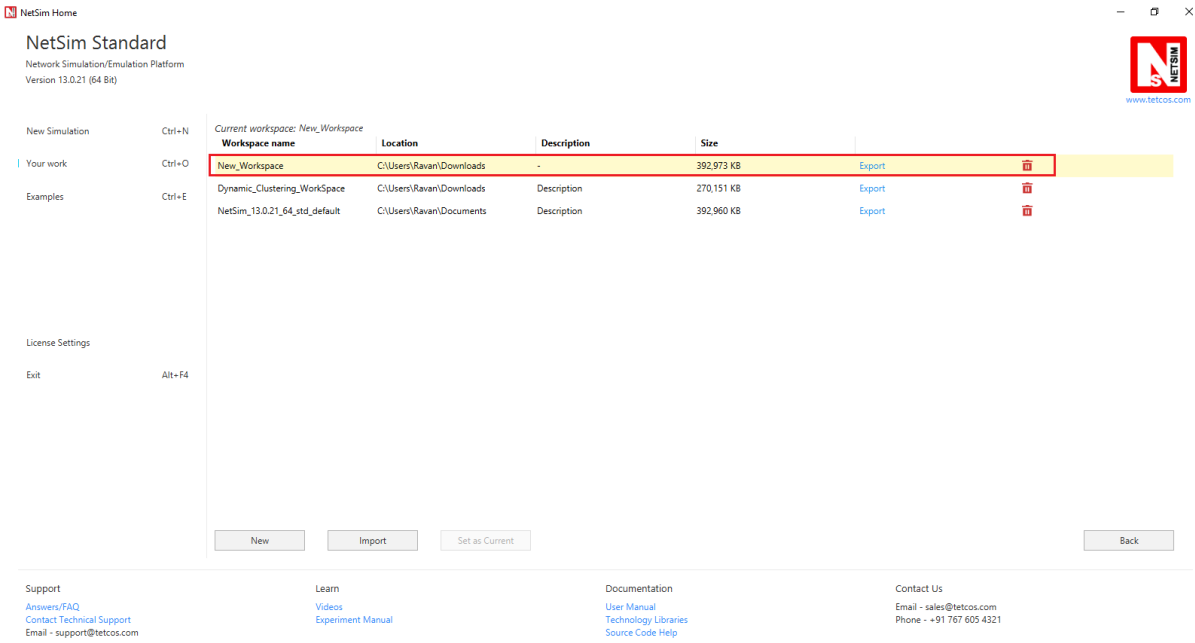 NetSim Home
NetSim Standard
Network Simulation/Emulation Platform
Version 13.0.21 (64 Bit)
NETSIM
www.tetcos.com
New Simulation Ctrl+N
Your work Ctrl+O
Examples Ctrl+E
License Settings
Exit Alt+F4
Current workspace: New_Workspace
Workspace name Location Description Size
New_Workspace C:\Users\Ravan\Downloads - 392,973 KB Export
Dynamic_Clustering_WorkSpace C:\Users\Ravan\Downloads Description 270,151 KB Export
NetSim_13.0.21_64_std_default C:\Users\Ravan\Documents Description 392,960 KB Export
New Import Set as Current Back
Support
Answers/FAQ
Contact Technical Support
Email - support@tetcos.com
Learn
Videos
Experiment Manual
Documentation
User Manual
Technology Libraries
Source Code Help
Contact Us
Email - sales@tetcos.com
Phone - +91 767 605 4321